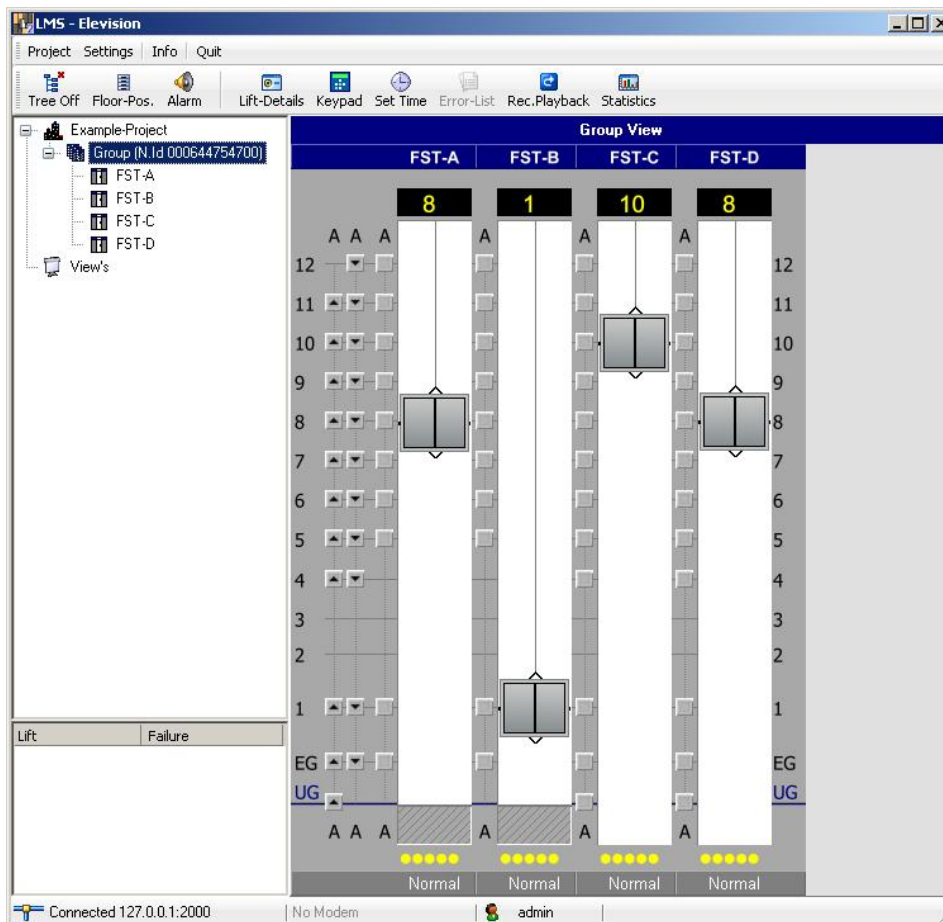 LMS - Elevision
Project Settings Info Quit
Tree Off Floor-Pos. Alarm Lift-Details Keypad Set Time Error-List Rec.Playback Statistics
Example-Project
Group (N.Id 000644754700)
FST-A
FST-B
FST-C
FST-D
View's
Lift Failure
Group View
FST-A FST-B FST-C FST-D
8 1 10 8
A A A A A A
12 12
11 11
10 10
9 9
8 8
7 7
6 6
5 5
4 4
3 3
2 2
1 1
EG EG
UG UG
A A A A A A
Normal Normal Normal Normal
Connected 127.0.0.1:2000 No Modem admin